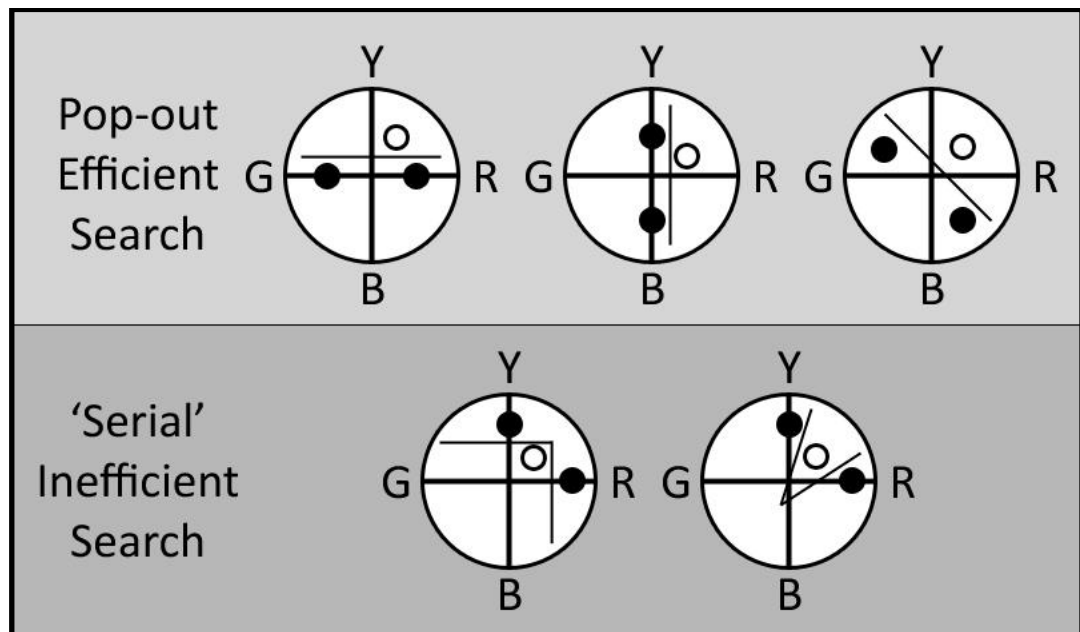 Pop-out
Efficient
Search
Y
G
R
B
Y
G
R
B
Y
G
R
B
‘Serial’
Inefficient
Search
Y
G
R
B
Y
G
R
B